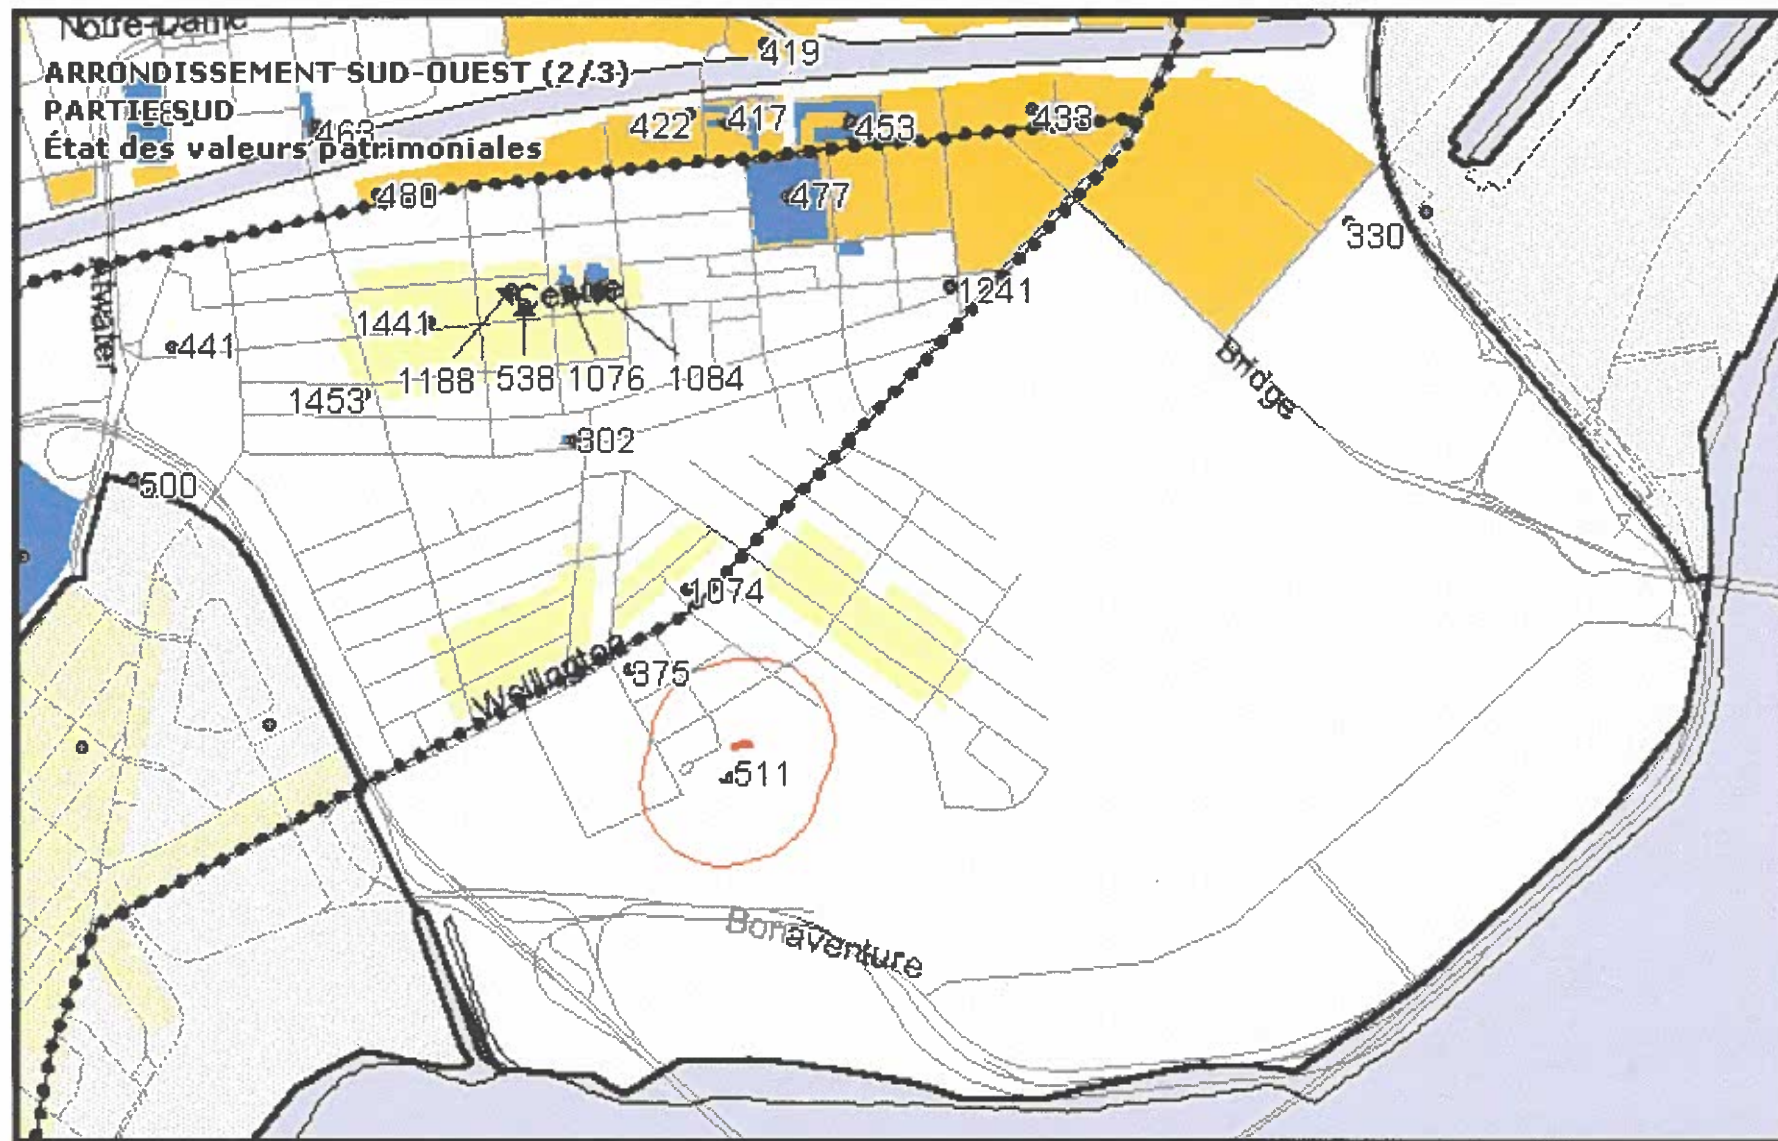 Notre-Dame
419
ARRONDISSEMENT SUD-OUEST (2/3)
PARTIE SUD
463
422
417
453
433
État des valeurs patrimoniales
480
477
330
Centre
1241
Atwater
441
1441
1188
538
1076
1084
Bridge
1453
302
500
1074
Wellington
375
511
Bonaventure